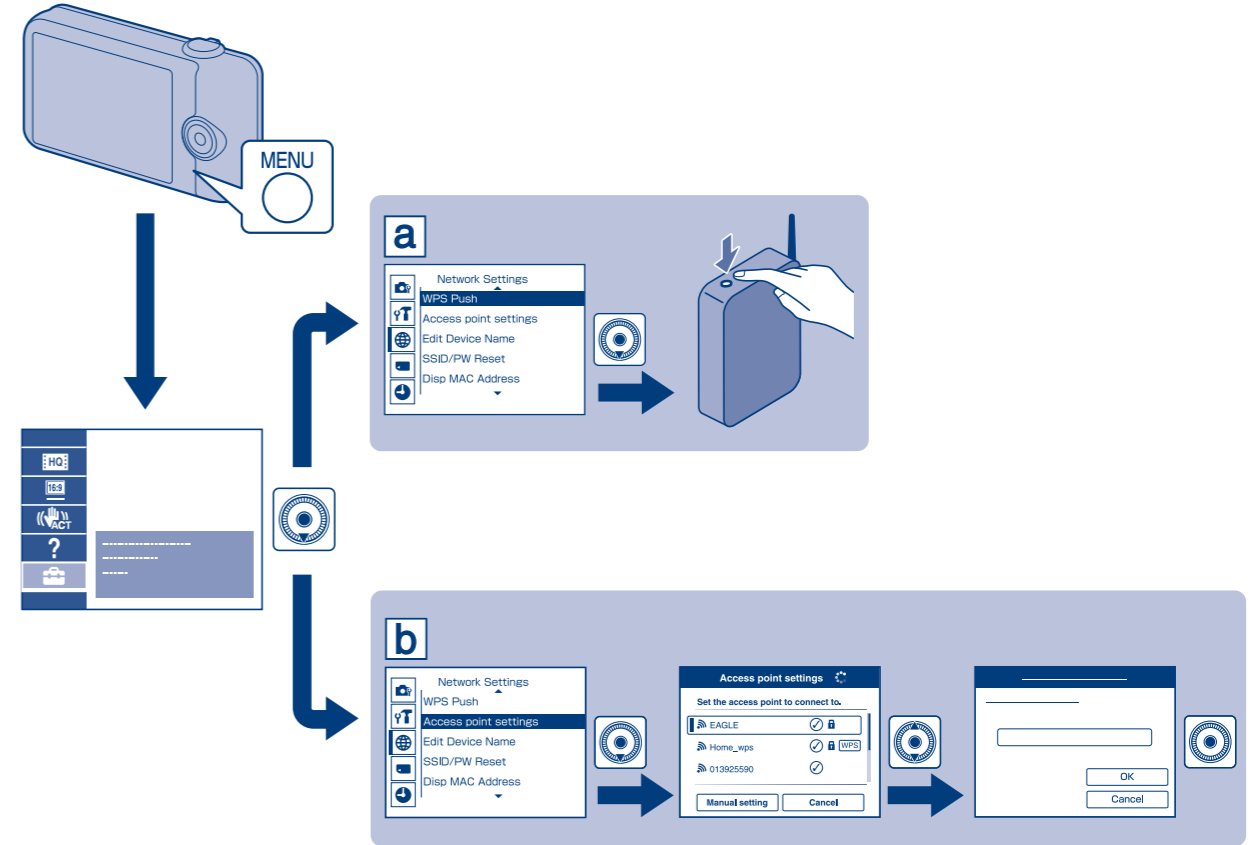 MENU
a
Network Settings
WPS Push
Access point settings
Edit Device Name
SSID/PW Reset
Disp MAC Address
HQ
16:9
ACT
?
b
Network Settings
WPS Push
Access point settings
Edit Device Name
SSID/PW Reset
Disp MAC Address
Access point settings
Set the access point to connect to.
EAGLE
Home_wps WPS
013925590
Manual setting Cancel
OK
Cancel